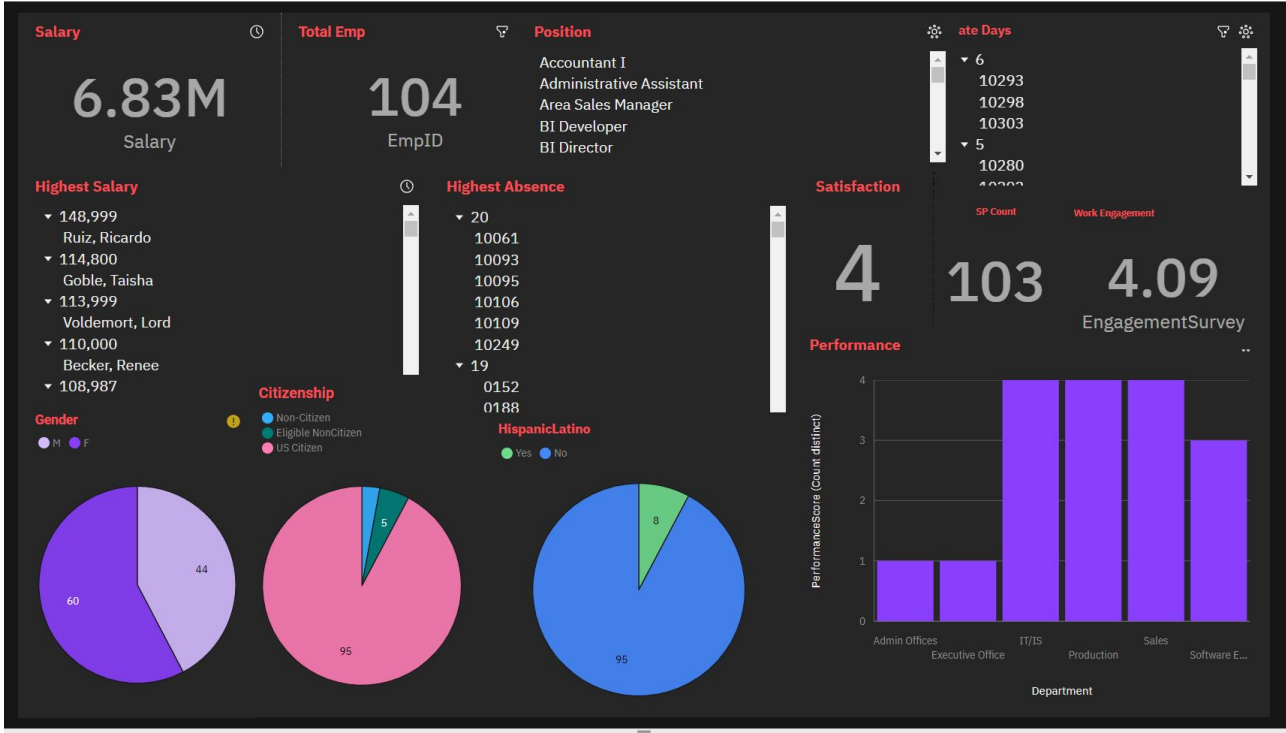 Salary
6.83M
Salary
Total Emp
104
EmpID
Position
Accountant I
Administrative Assistant
Area Sales Manager
BI Developer
BI Director
ate Days
6
10293
10298
10303
5
10280
Highest Salary
148,999
Ruiz, Ricardo
114,800
Goble, Taisha
113,999
Voldemort, Lord
110,000
Becker, Renee
108,987
Highest Absence
20
10061
10093
10095
10106
10109
10249
19
0152
0188
Satisfaction
4
SP Count
103
Work Engagement
4.09
EngagementSurvey
Gender
M F
44
60
Citizenship
Non-Citizen
Eligible NonCitizen
US Citizen
5
95
HispanicLatino
Yes No
8
95
Performance
PerformanceScore (Count distinct)
4
3
2
1
0
Admin Offices
Executive Office
IT/IS
Production
Sales
Software E...
Department